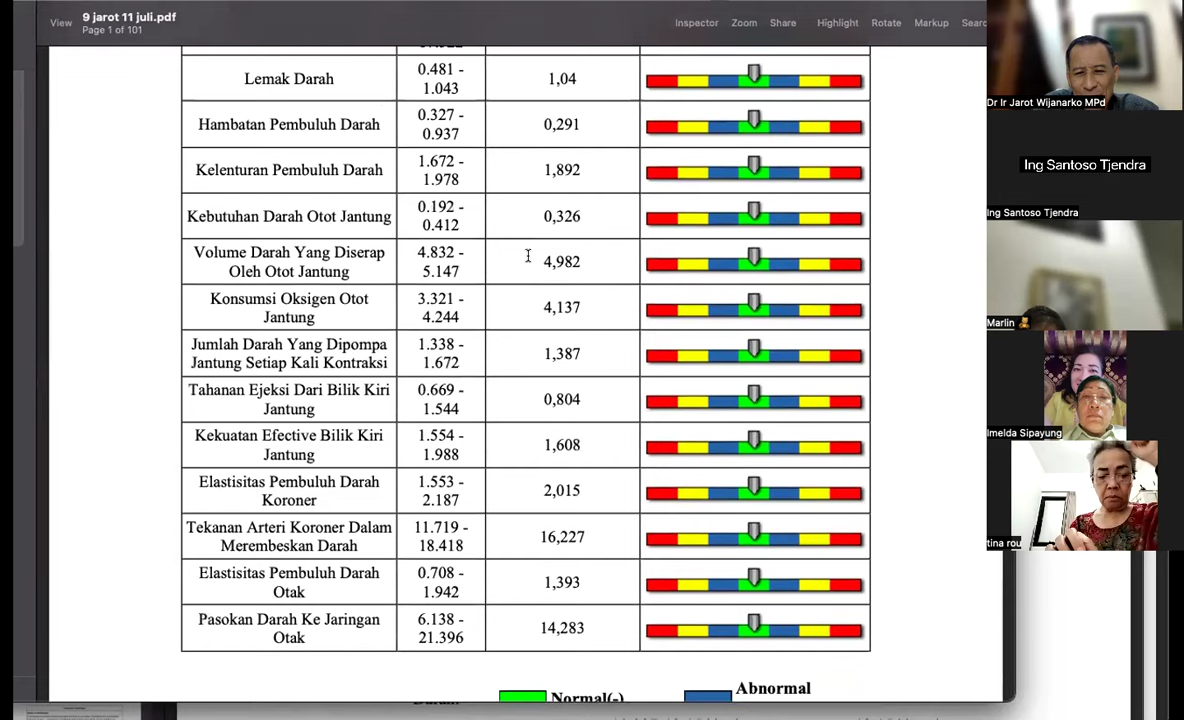 View
9 jarot 11 juli.pdf
Page 1 of 101
Inspector
Zoom
Share
Highlight
Rotate
Markup
Lemak Darah
0.481 -
1.043
1,04
Hambatan Pembuluh Darah
0.327 -
0.937
0,291
Kelenturan Pembuluh Darah
1.672 -
1.978
1,892
Kebutuhan Darah Otot Jantung
0.192 -
0.412
0,326
Volume Darah Yang Diserap
Oleh Otot Jantung
4.832 -
5.147
4,982
Konsumsi Oksigen Otot
Jantung
3.321 -
4.244
4,137
Jumlah Darah Yang Dipompa
Jantung Setiap Kali Kontraksi
1.338 -
1.672
1,387
Tahanan Ejeksi Dari Bilik Kiri
Jantung
0.669 -
1.544
0,804
Kekuatan Efective Bilik Kiri
Jantung
1.554 -
1.988
1,608
Elastisitas Pembuluh Darah
Koroner
1.553 -
2.187
2,015
Tekanan Arteri Koroner Dalam
Merembeskan Darah
11.719 -
18.418
16,227
Elastisitas Pembuluh Darah
Otak
0.708 -
1.942
1,393
Pasokan Darah Ke Jaringan
Otak
6.138 -
21.396
14,283
Normal(-)
Abnormal
Dr Ir Jarot Wijanarko MPd
Ing Santoso Tjendra
Ing Santoso Tjendra
Marlin
Imelda Sipayung
tina rou